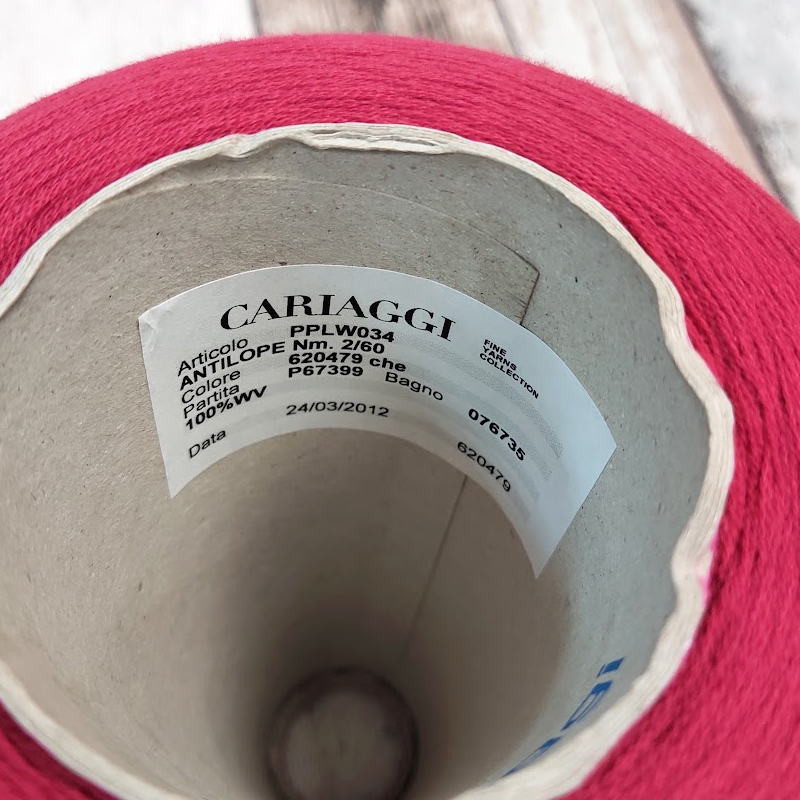 CARIAGGI
FINE
YARNS
COLLECTION
Articolo PPLW034
ANTILOPE Nm. 2/60
Colore 620479 che
Partita P67399 Bagno 076735
100%WV
Data 24/03/2012 620479